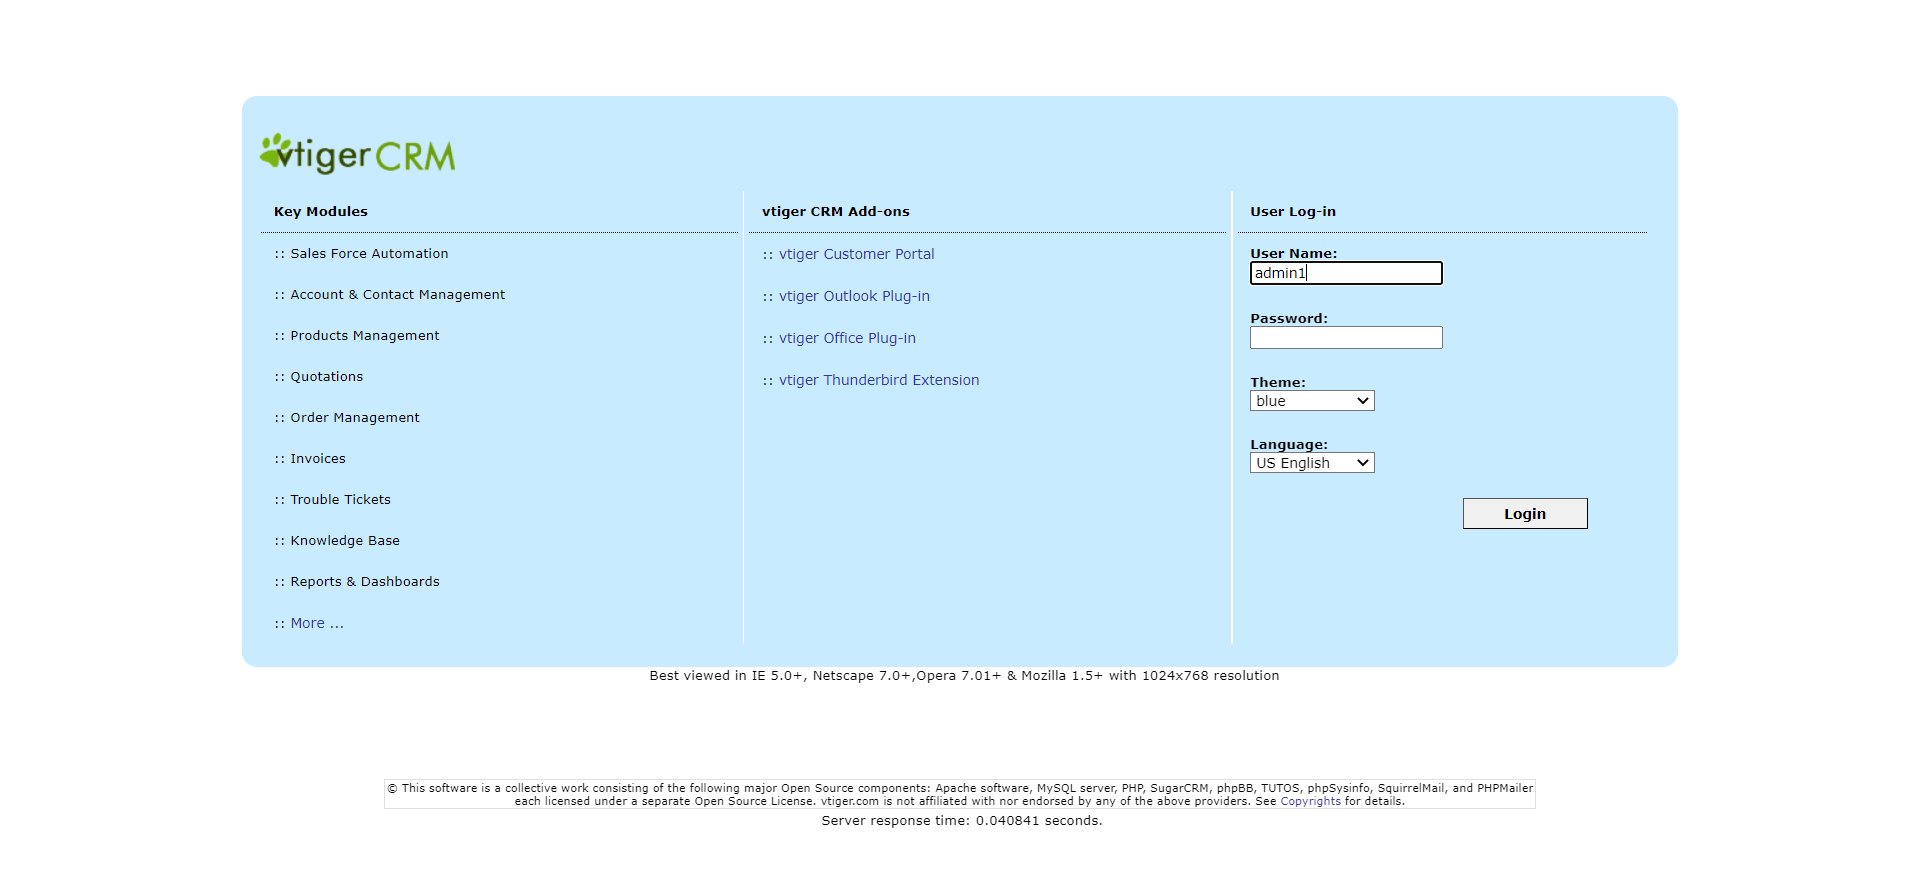 vtiger CRM
Key Modules
:: Sales Force Automation
:: Account & Contact Management
:: Products Management
:: Quotations
:: Order Management
:: Invoices
:: Trouble Tickets
:: Knowledge Base
:: Reports & Dashboards
:: More ...
vtiger CRM Add-ons
:: vtiger Customer Portal
:: vtiger Outlook Plug-in
:: vtiger Office Plug-in
:: vtiger Thunderbird Extension
User Log-in
User Name:
admin1
Password:
Theme:
blue
Language:
US English
Login
Best viewed in IE 5.0+, Netscape 7.0+,Opera 7.01+ & Mozilla 1.5+ with 1024x768 resolution
© This software is a collective work consisting of the following major Open Source components: Apache software, MySQL server, PHP, SugarCRM, phpBB, TUTOS, phpSysinfo, SquirrelMail, and PHPMailer
each licensed under a separate Open Source License. vtiger.com is not affiliated with nor endorsed by any of the above providers. See Copyrights for details.
Server response time: 0.040841 seconds.